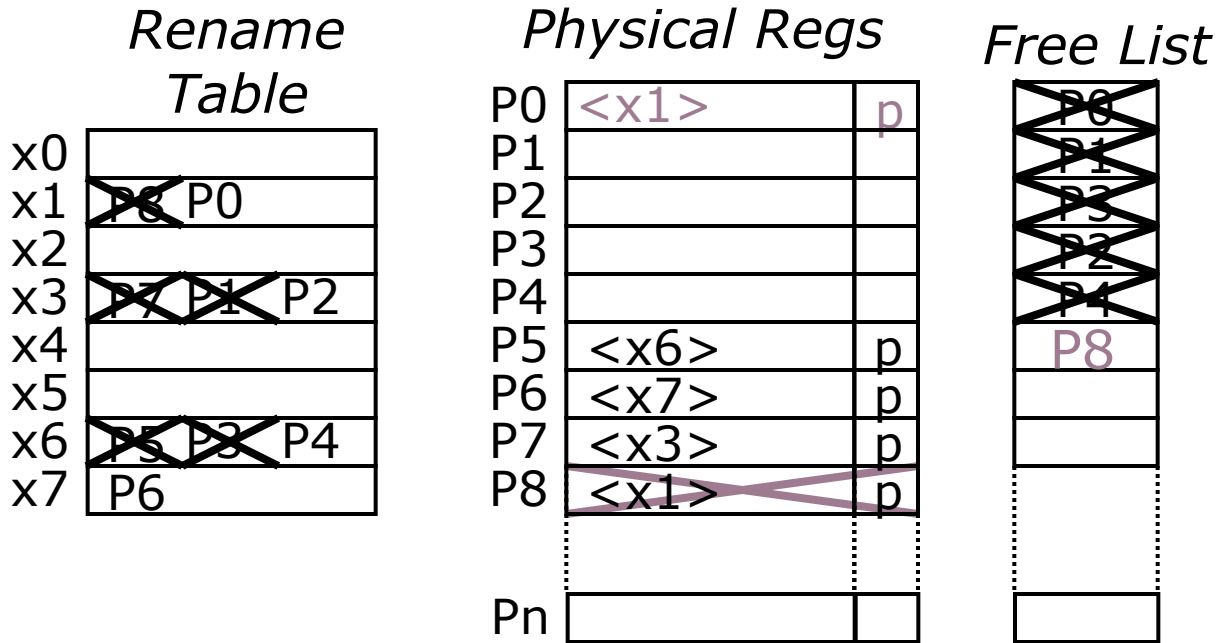 Rename
Table
x0
x1 P8 P0
x2
x3 P7 P1 P2
x4
x5
x6 P5 P3 P4
x7 P6
Physical Regs
P0 <x1> p
P1
P2
P3
P4
P5 <x6> p
P6 <x7> p
P7 <x3> p
P8 <x1> p
Pn
Free List
P0
P1
P3
P2
P4
P8